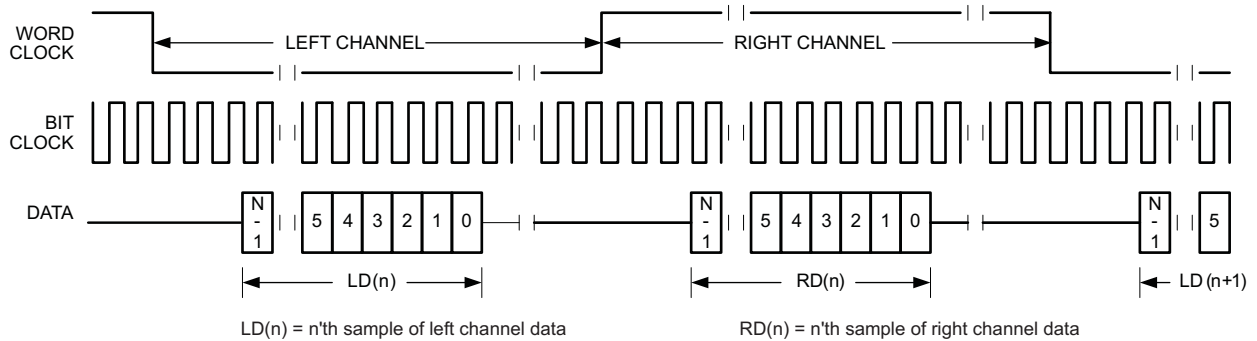 WORD
CLOCK
LEFT CHANNEL
RIGHT CHANNEL
BIT
CLOCK
DATA
N
-
1
5 4 3 2 1 0
N
-
1
5 4 3 2 1 0
N
-
1
5
LD(n)
RD(n)
LD (n+1)
LD(n) = n'th sample of left channel data
RD(n) = n'th sample of right channel data